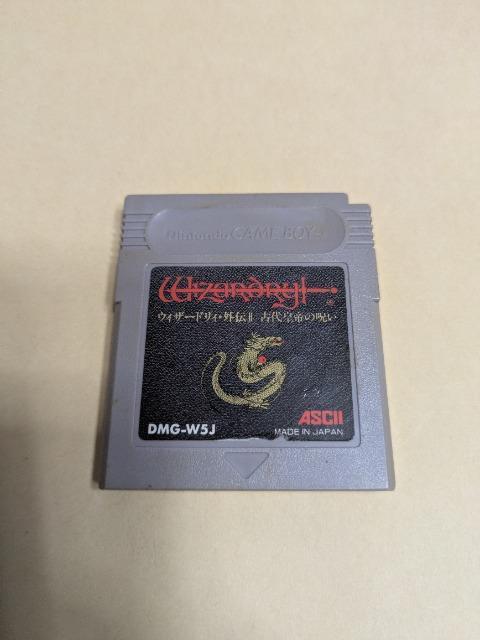 Nintendo GAME BOY
Wizardry
ウィザードリィ・外伝II 古代皇帝の呪い
DMG-W5J
ASCII
MADE IN JAPAN